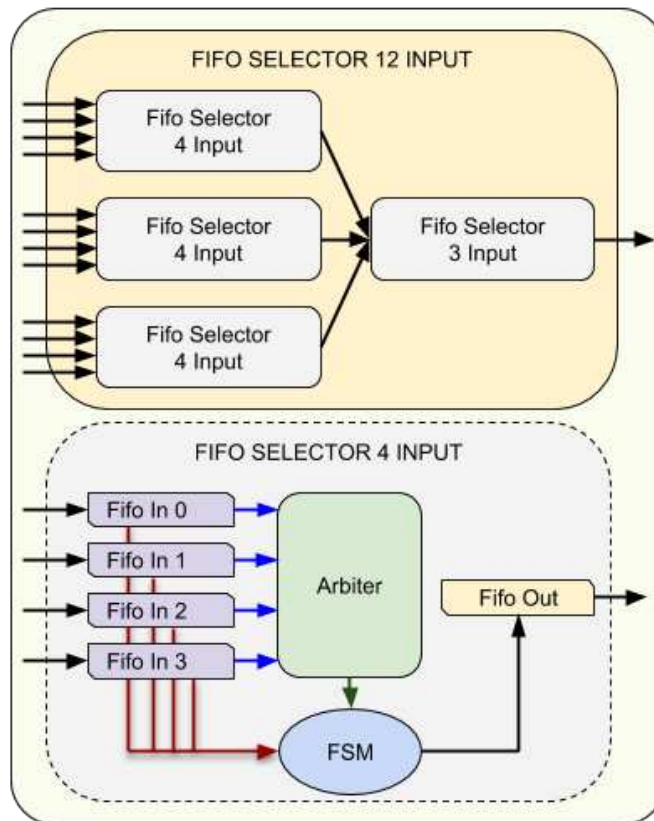 FIFO SELECTOR 12 INPUT
Fifo Selector
4 Input
Fifo Selector
4 Input
Fifo Selector
3 Input
Fifo Selector
4 Input
FIFO SELECTOR 4 INPUT
Fifo In 0
Fifo In 1
Fifo In 2
Fifo In 3
Arbiter
Fifo Out
FSM